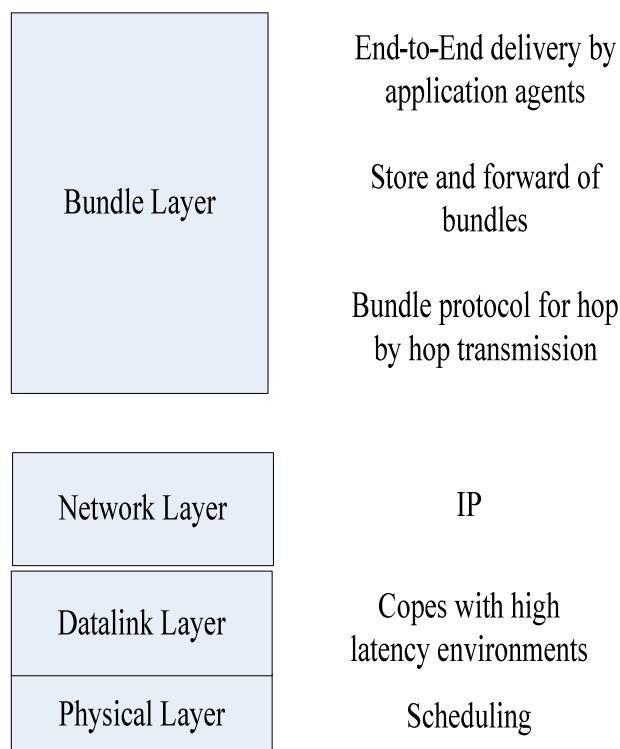 Bundle Layer
End-to-End delivery by
application agents
Store and forward of
bundles
Bundle protocol for hop
by hop transmission
Network Layer
IP
Datalink Layer
Copes with high
latency environments
Physical Layer
Scheduling